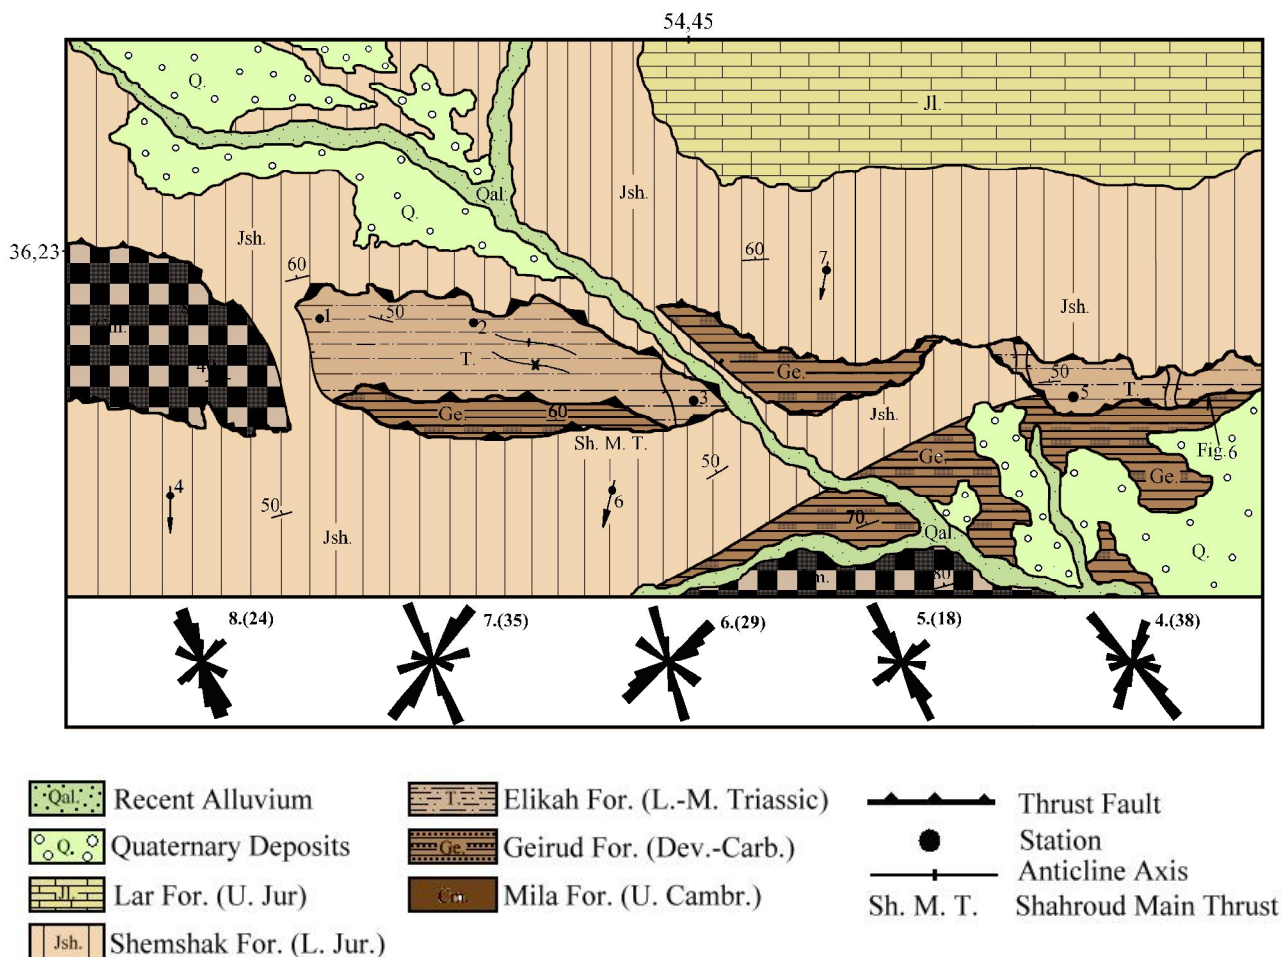 54,45
Q.
Jl.
Qal.
Jsh.
Q.
Jsh.
36,23
60
7
60
Jsh.
50
1
2
T.
Ge.
50
5
T.
3
Ge.
60
Jsh.
Sh. M. T.
Fig.6
Ge.
Ge.
50
4
6
50
70
Jsh.
Qal.
Q.
m.
80
8.(24)
7.(35)
6.(29)
5.(18)
4.(38)
Qal. Recent Alluvium
Q. Quaternary Deposits
Jl. Lar For. (U. Jur)
Jsh. Shemshak For. (L. Jur.)
T. Elikah For. (L.-M. Triassic)
Ge. Geirud For. (Dev.-Carb.)
Cm. Mila For. (U. Cambr.)
Thrust Fault
Station
Anticline Axis
Sh. M. T. Shahroud Main Thrust